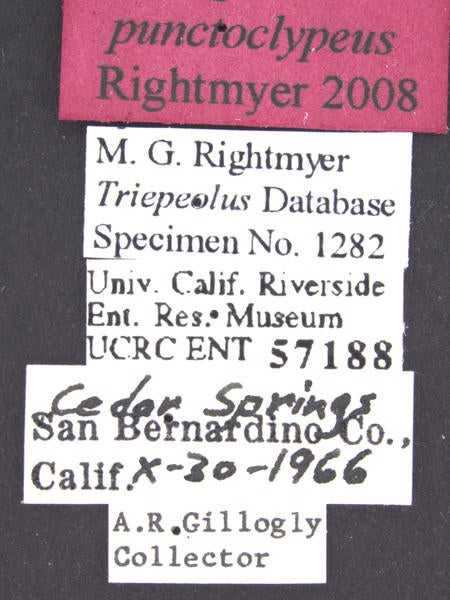 punctoclypeus
Rightmyer 2008
M. G. Rightmyer
Triepeolus Database
Specimen No. 1282
Univ. Calif. Riverside
Ent. Res. Museum
UCRC ENT 57188
Cedar Springs
San Bernardino Co.,
Calif. X-30-1966
A.R.Gillogly
Collector